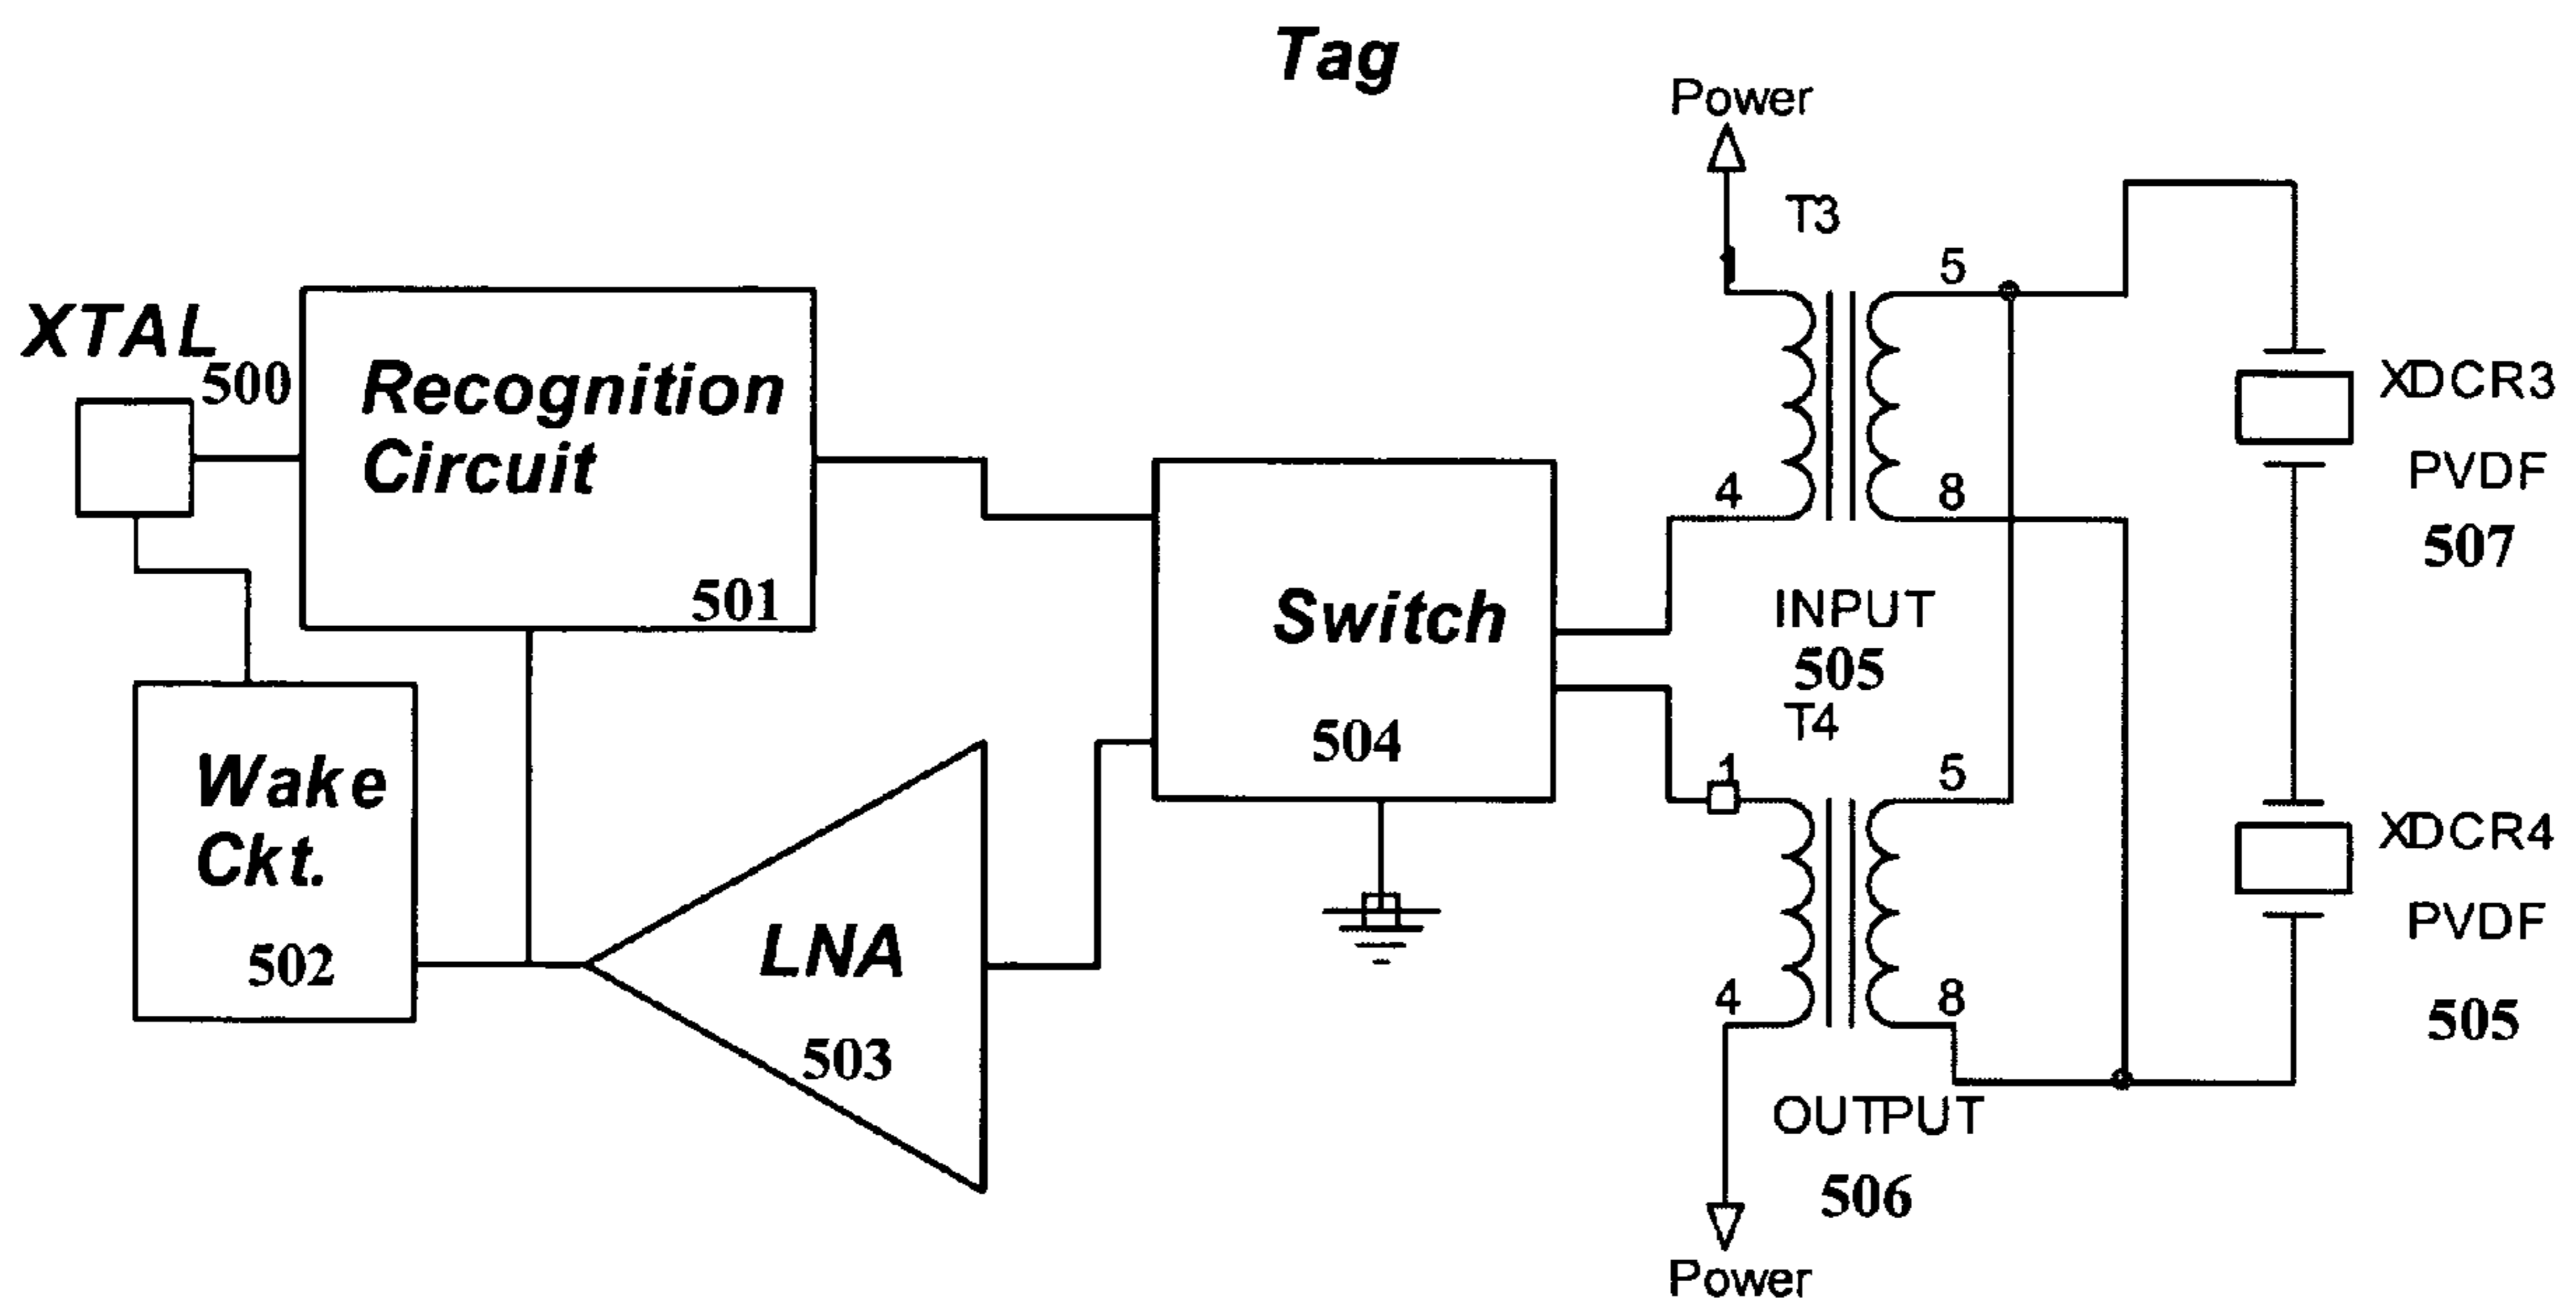 Tag
Power
T3
XTAL
500
Recognition
Circuit
501
5
4
8
XDCR3
PVDF
507
Switch
504
INPUT
505
T4
Wake
Ckt.
502
LNA
503
1
5
4
8
XDCR4
PVDF
505
OUTPUT
506
Power